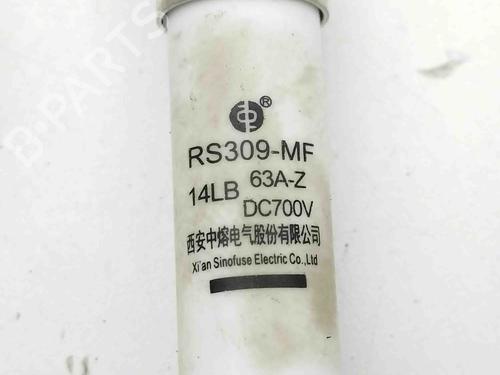 B-PARTS
®
RS309-MF
14LB 63A-Z
DC700V
西安中熔电气股份有限公司
Xi'an Sinofuse Electric Co.,Ltd